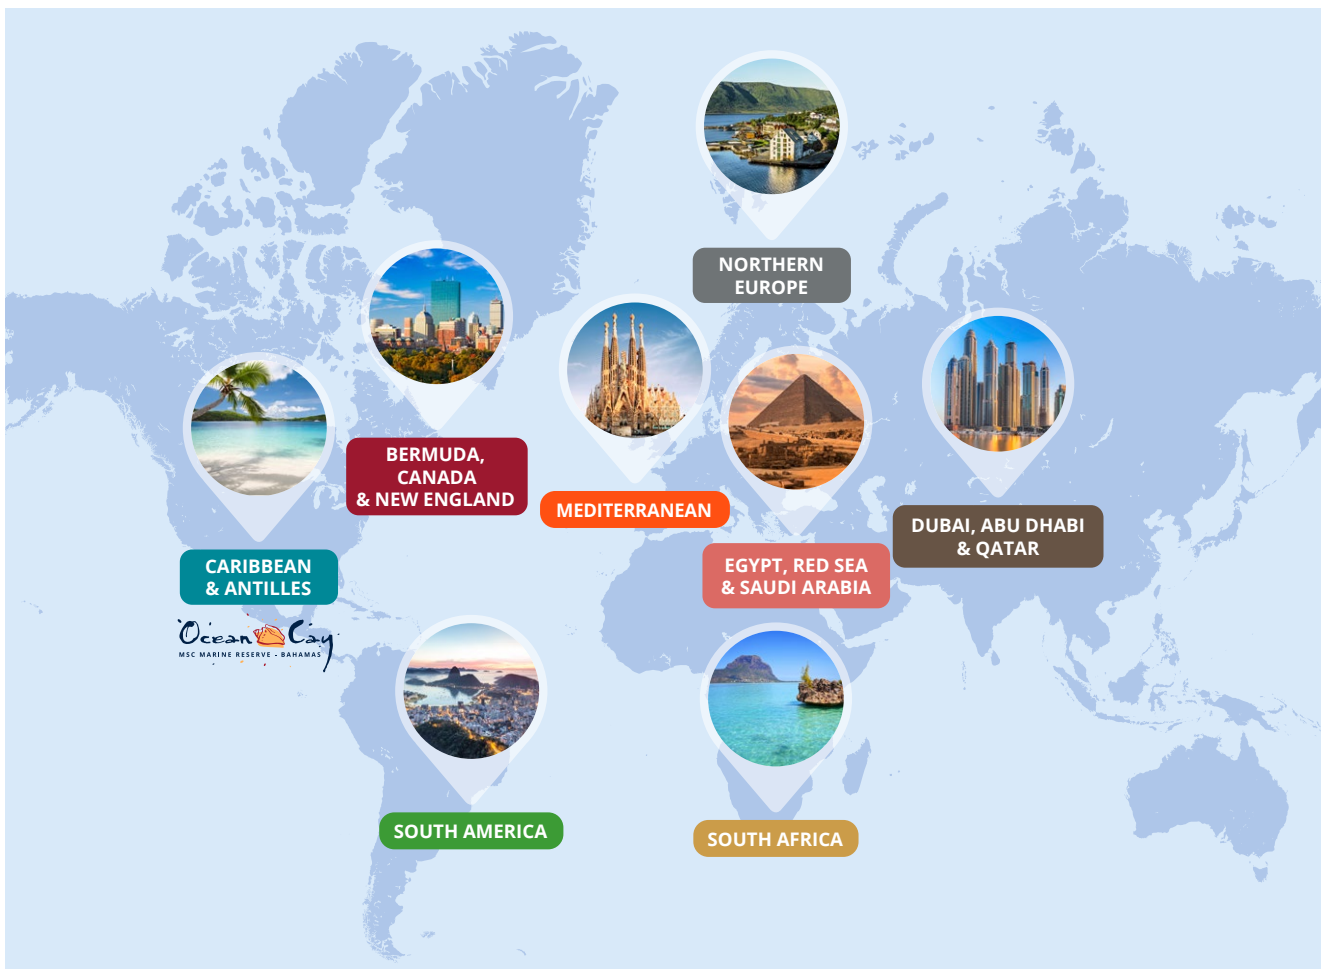 NORTHERN
EUROPE
BERMUDA,
CANADA
& NEW ENGLAND
MEDITERRANEAN
DUBAI, ABU DHABI
& QATAR
CARIBBEAN
& ANTILLES
EGYPT, RED SEA
& SAUDI ARABIA
Ocean Cay
MSC MARINE RESERVE - BAHAMAS
SOUTH AMERICA
SOUTH AFRICA